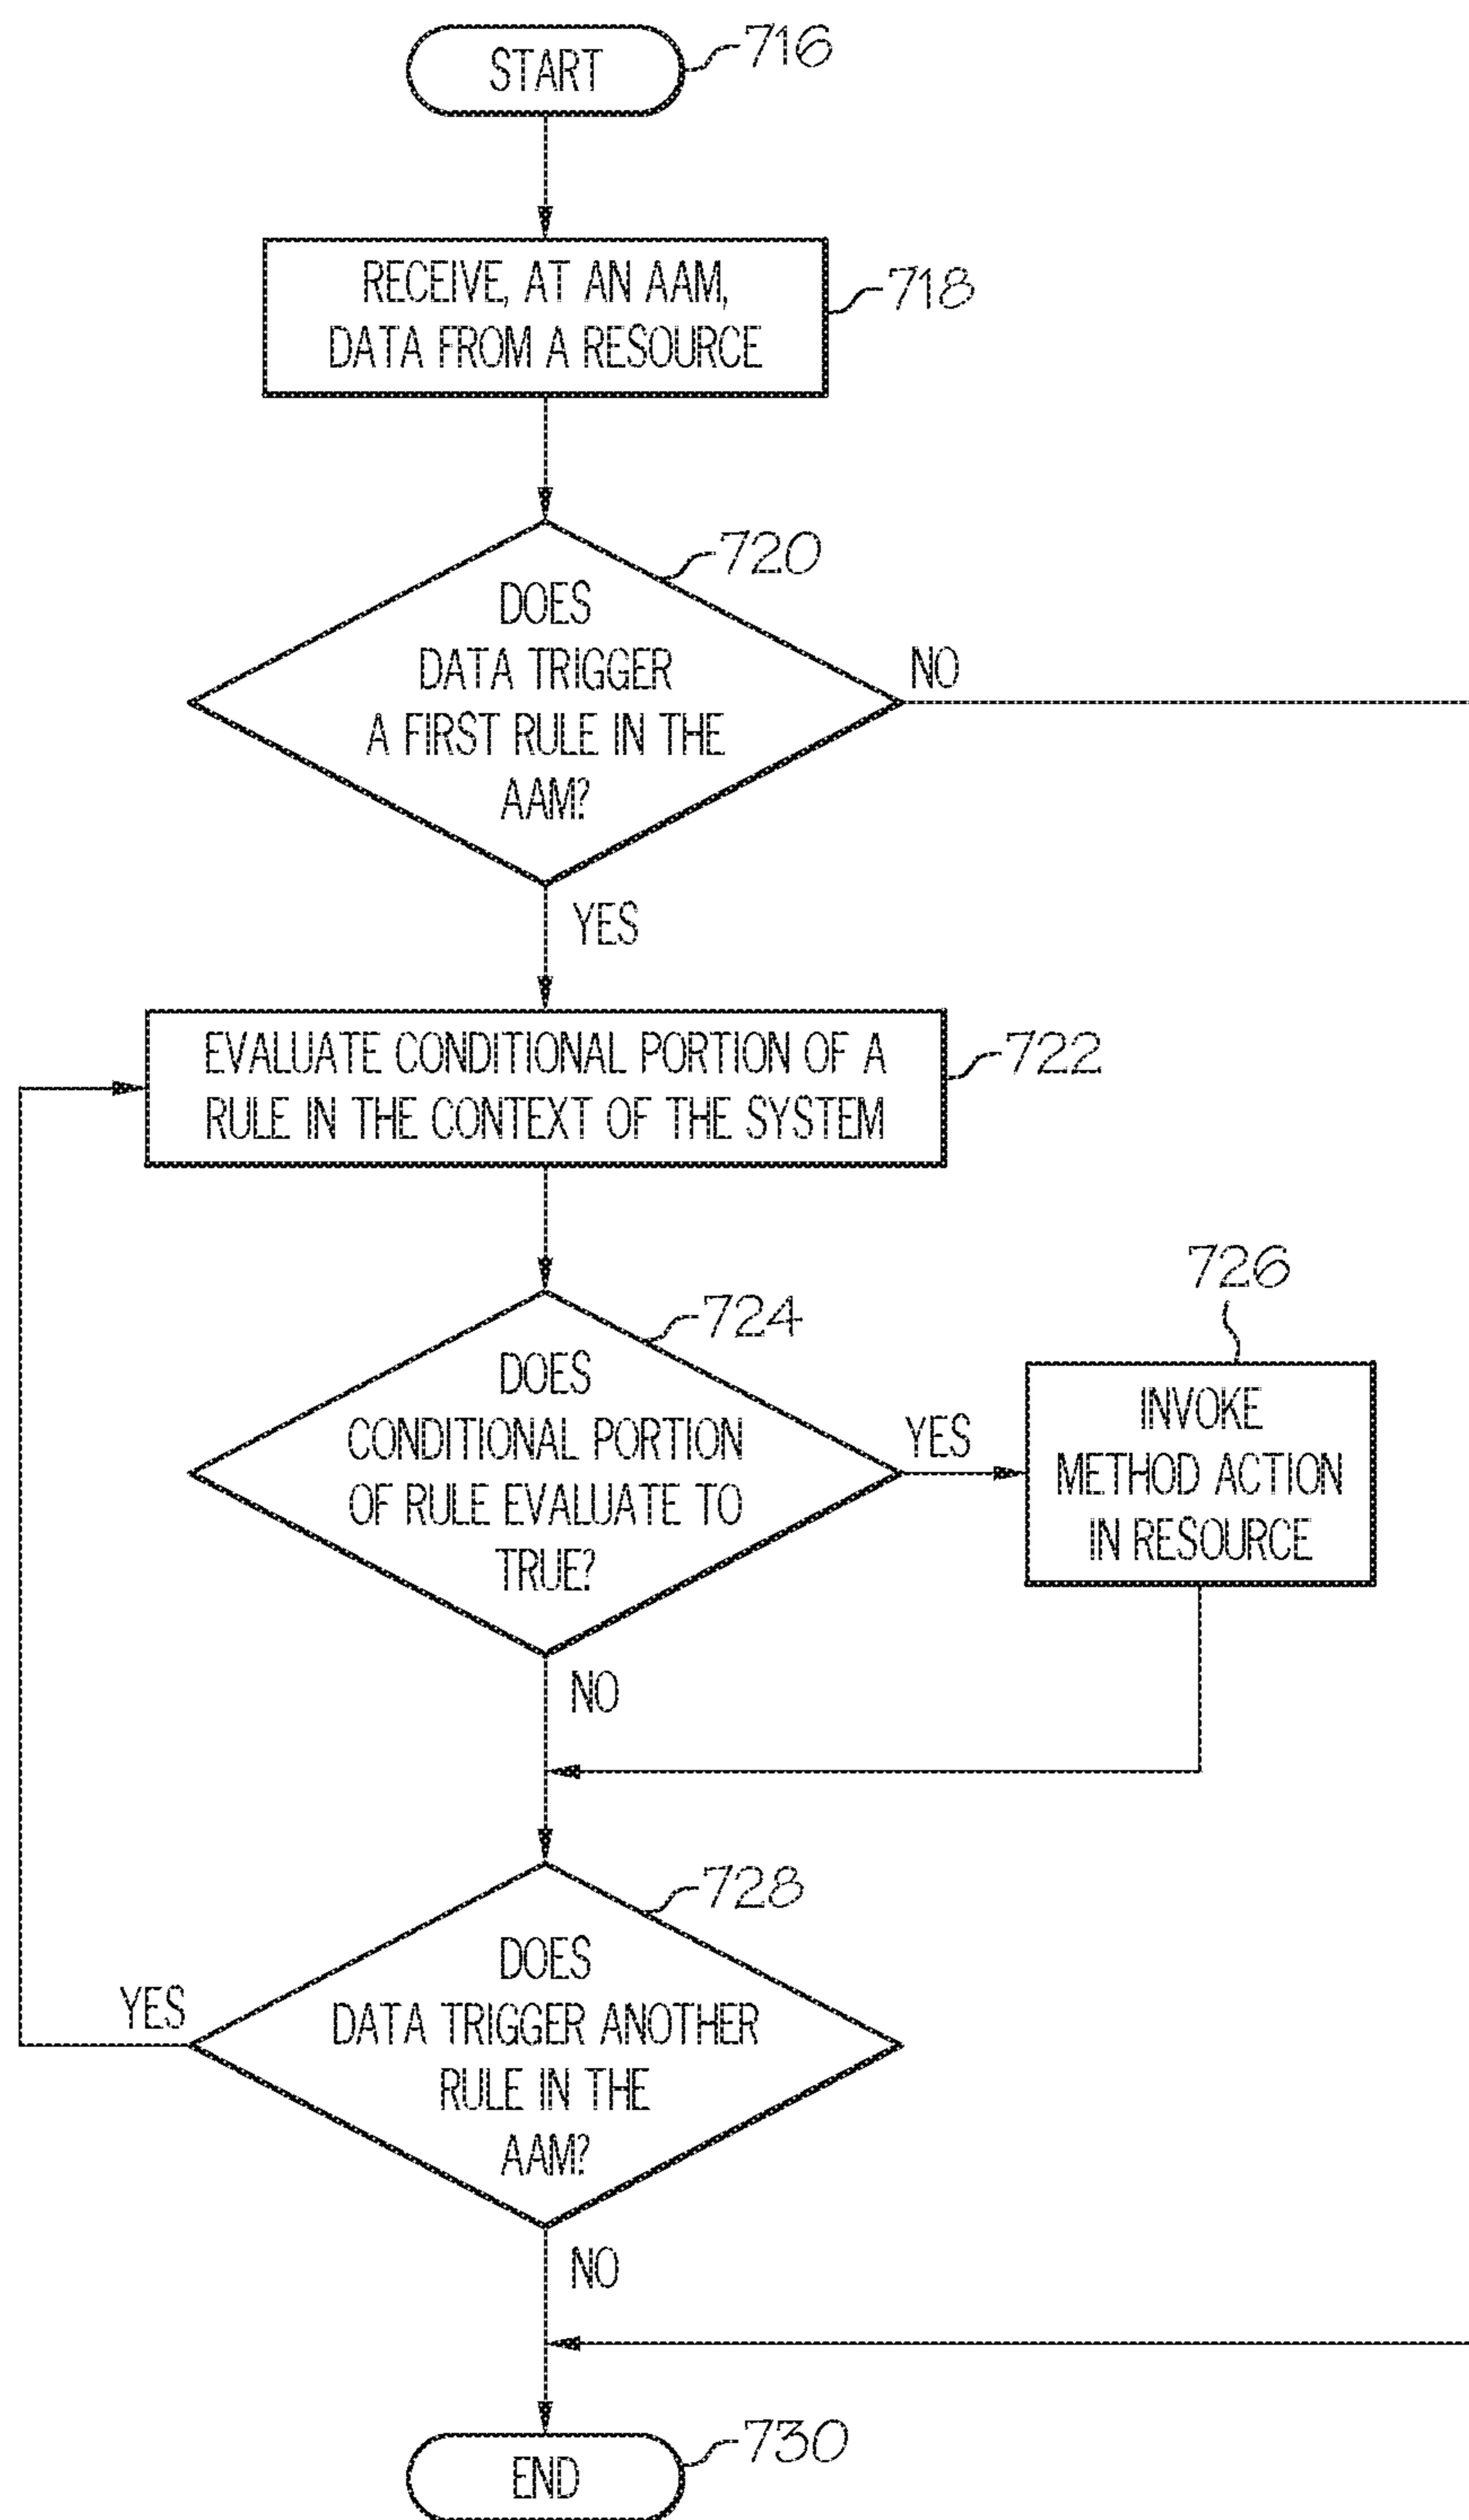 START
716
RECEIVE, AT AN AAM,
DATA FROM A RESOURCE
718
720
DOES
DATA TRIGGER
A FIRST RULE IN THE
AAM?
NO
YES
EVALUATE CONDITIONAL PORTION OF A
RULE IN THE CONTEXT OF THE SYSTEM
722
724
DOES
CONDITIONAL PORTION
OF RULE EVALUATE TO
TRUE?
YES
726
INVOKE
METHOD ACTION
IN RESOURCE
NO
728
DOES
DATA TRIGGER ANOTHER
RULE IN THE
AAM?
YES
NO
END
730